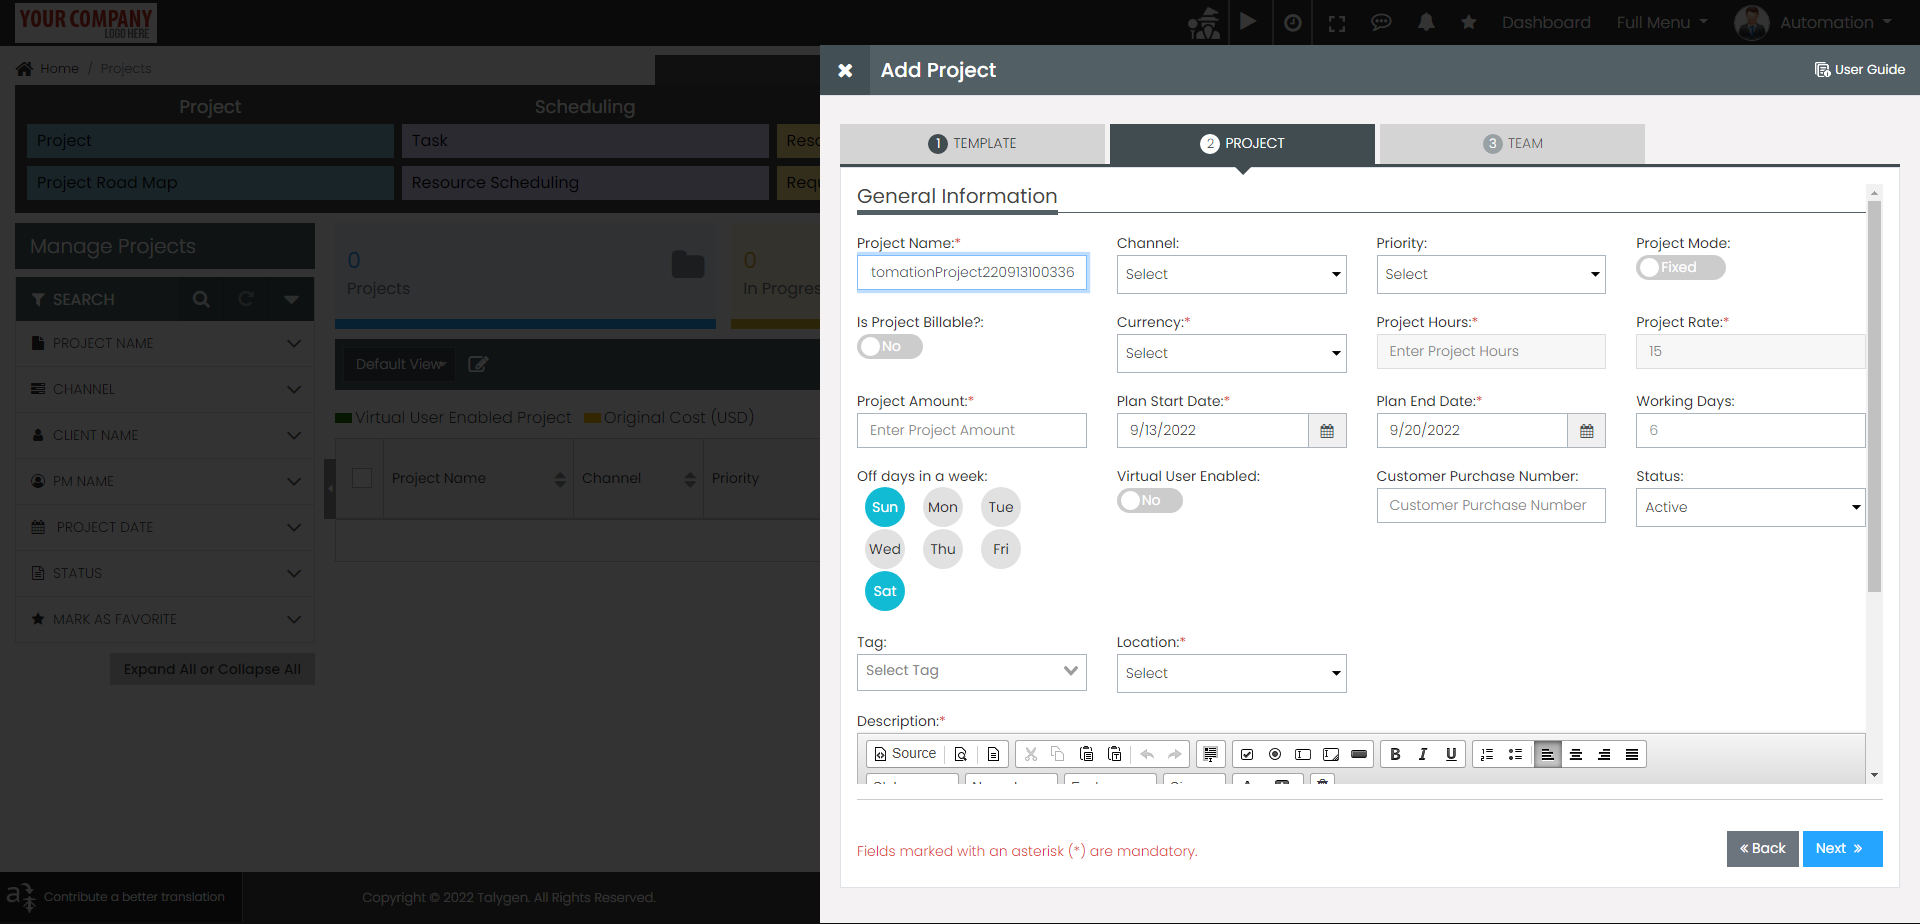 YOUR COMPANY
LOGO HERE
Dashboard
Full Menu
Automation
Home / Projects
Project
Scheduling
Project
Task
Reso
Project Road Map
Resource Scheduling
Requ
Manage Projects
SEARCH
PROJECT NAME
CHANNEL
CLIENT NAME
PM NAME
PROJECT DATE
STATUS
MARK AS FAVORITE
Expand All or Collapse All
0
Projects
0
In Progres
Default View
Virtual User Enabled Project
Original Cost (USD)
Project Name
Channel
Priority
Contribute a better translation
Copyright © 2022 Talygen. All Rights Reserved.
Add Project
User Guide
1 TEMPLATE
2 PROJECT
3 TEAM
General Information
Project Name:*
Channel:
Priority:
Project Mode:
tomationProject220913100336
Select
Select
Fixed
Is Project Billable?:
Currency:*
Project Hours:*
Project Rate:*
No
Select
Enter Project Hours
15
Project Amount:*
Plan Start Date:*
Plan End Date:*
Working Days:
Enter Project Amount
9/13/2022
9/20/2022
6
Off days in a week:
Virtual User Enabled:
Customer Purchase Number:
Status:
Sun Mon Tue
No
Customer Purchase Number
Active
Wed Thu Fri
Sat
Tag:
Location:*
Select Tag
Select
Description:*
Source
B I U
Fields marked with an asterisk (*) are mandatory.
« Back
Next »